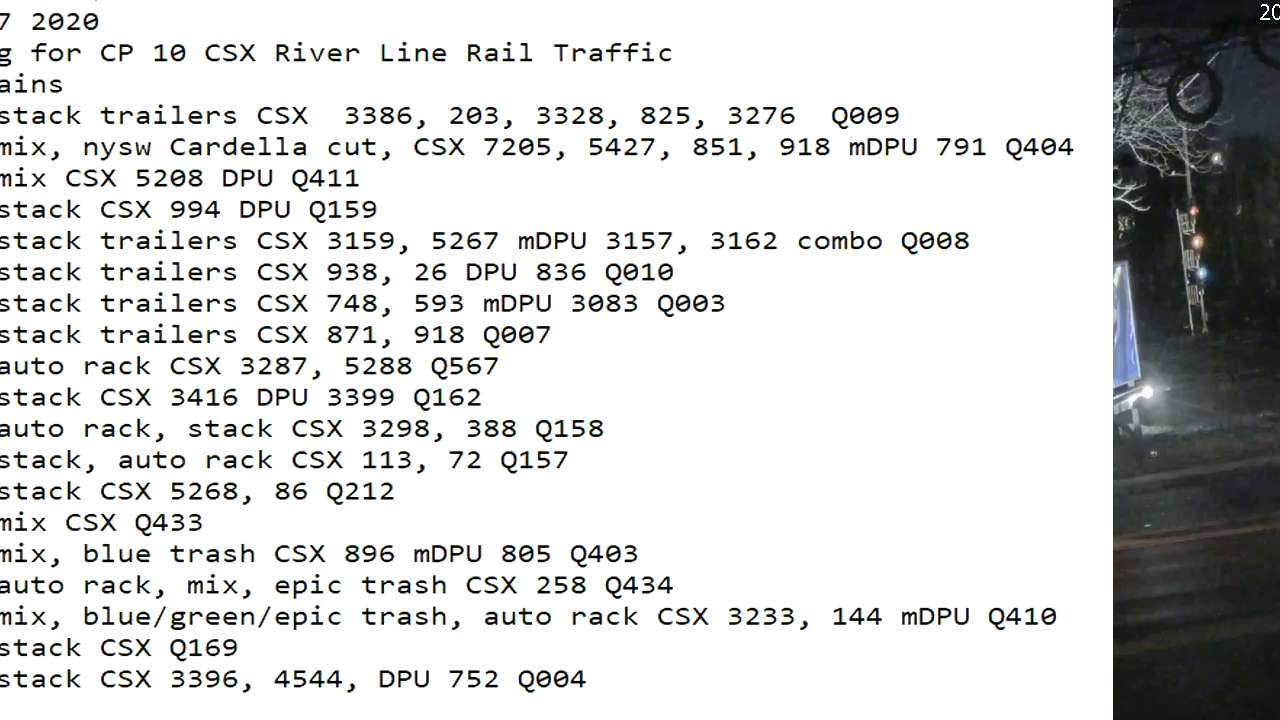 7 2020
g for CP 10 CSX River Line Rail Traffic
ains
stack trailers CSX  3386, 203, 3328, 825, 3276  Q009
mix, nysw Cardella cut, CSX 7205, 5427, 851, 918 mDPU 791 Q404
mix CSX 5208 DPU Q411
stack CSX 994 DPU Q159
stack trailers CSX 3159, 5267 mDPU 3157, 3162 combo Q008
stack trailers CSX 938, 26 DPU 836 Q010
stack trailers CSX 748, 593 mDPU 3083 Q003
stack trailers CSX 871, 918 Q007
auto rack CSX 3287, 5288 Q567
stack CSX 3416 DPU 3399 Q162
auto rack, stack CSX 3298, 388 Q158
stack, auto rack CSX 113, 72 Q157
stack CSX 5268, 86 Q212
mix CSX Q433
mix, blue trash CSX 896 mDPU 805 Q403
auto rack, mix, epic trash CSX 258 Q434
mix, blue/green/epic trash, auto rack CSX 3233, 144 mDPU Q410
stack CSX Q169
stack CSX 3396, 4544, DPU 752 Q004
20